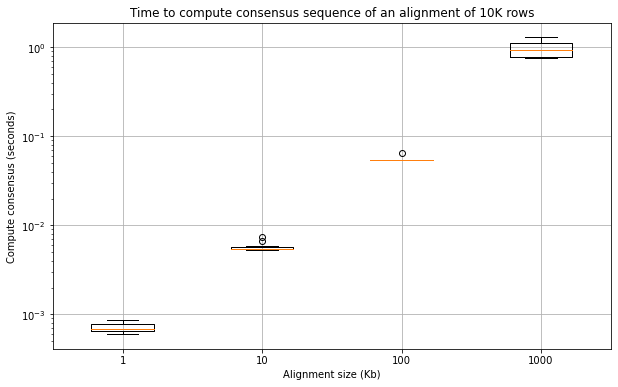 Time to compute consensus sequence of an alignment of 10K rows
Compute consensus (seconds)
10⁰
10⁻¹
10⁻²
10⁻³
1
10
100
1000
Alignment size (Kb)